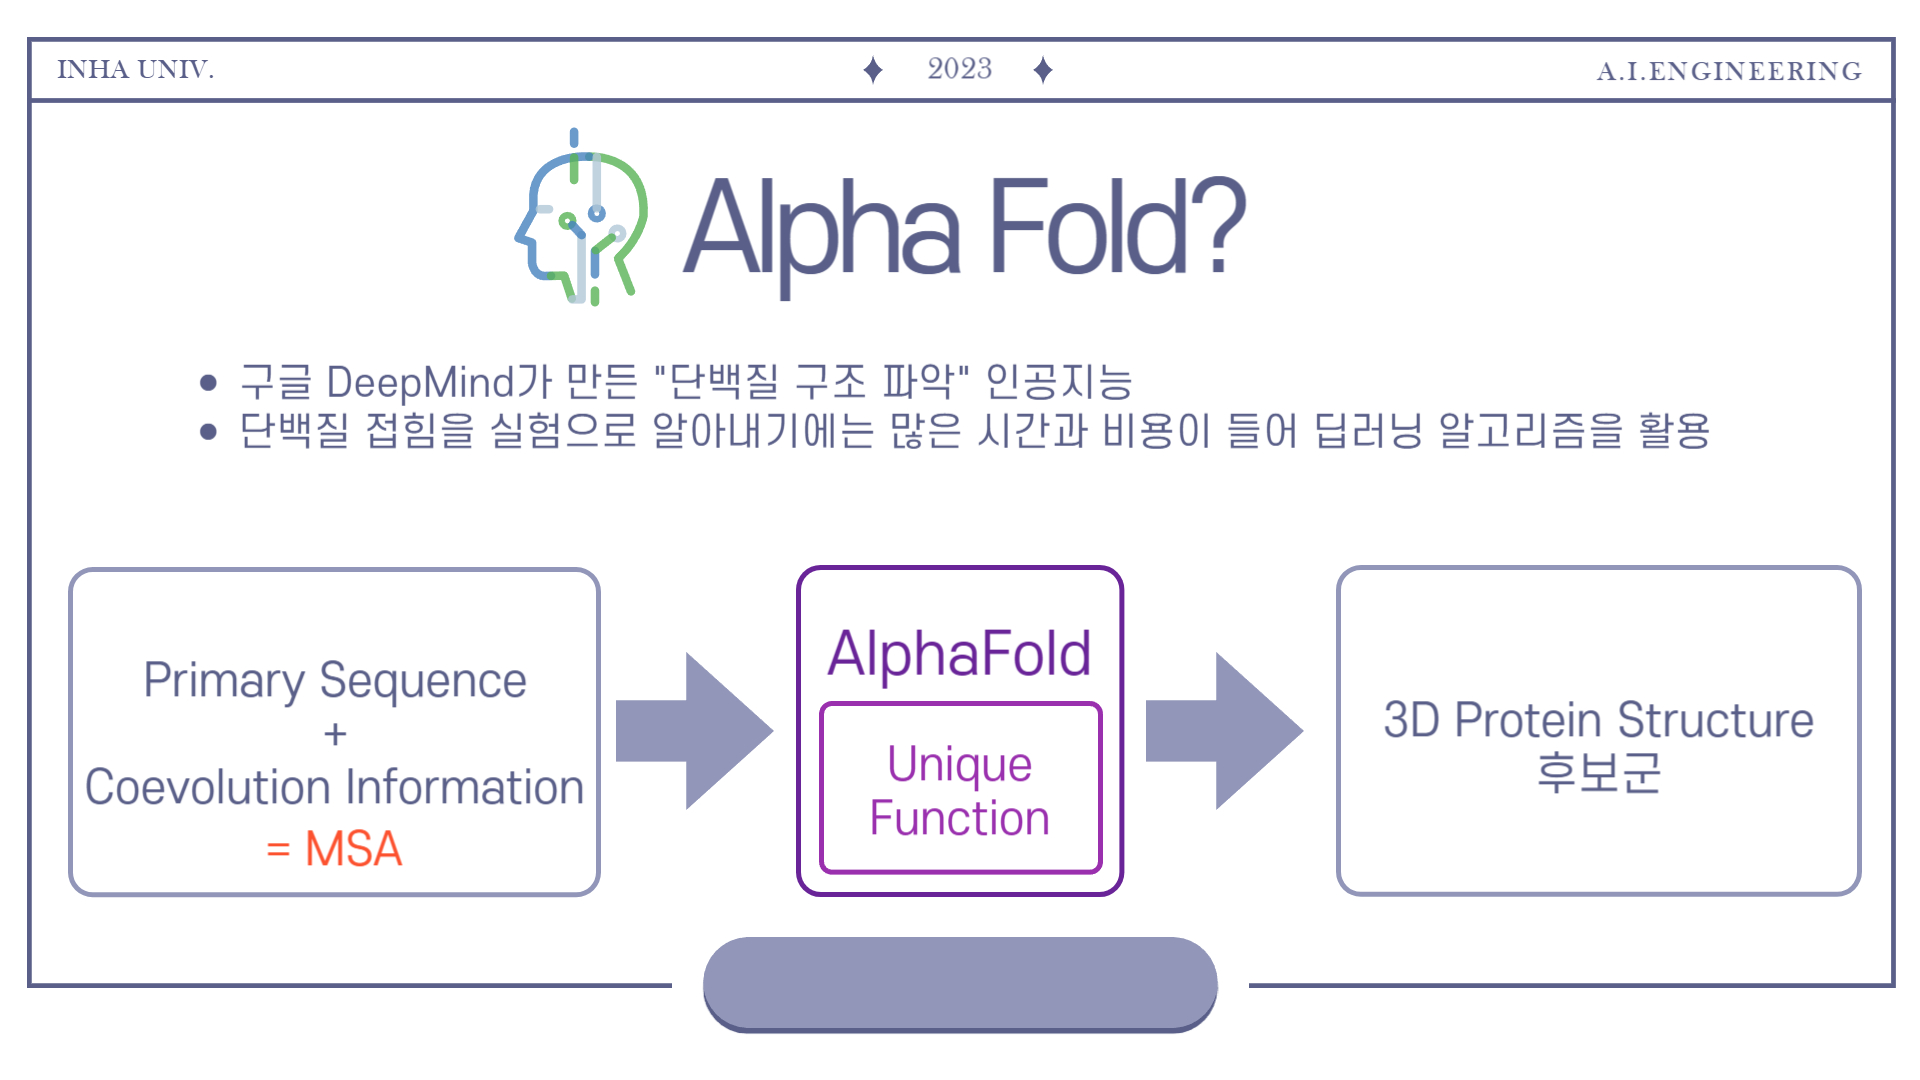 INHA UNIV.
2023
A.I.ENGINEERING
Alpha Fold?
• 구글 DeepMind가 만든 "단백질 구조 파악" 인공지능
• 단백질 접힘을 실험으로 알아내기에는 많은 시간과 비용이 들어 딥러닝 알고리즘을 활용
Primary Sequence
+
Coevolution Information
= MSA
AlphaFold
Unique
Function
3D Protein Structure
후보군